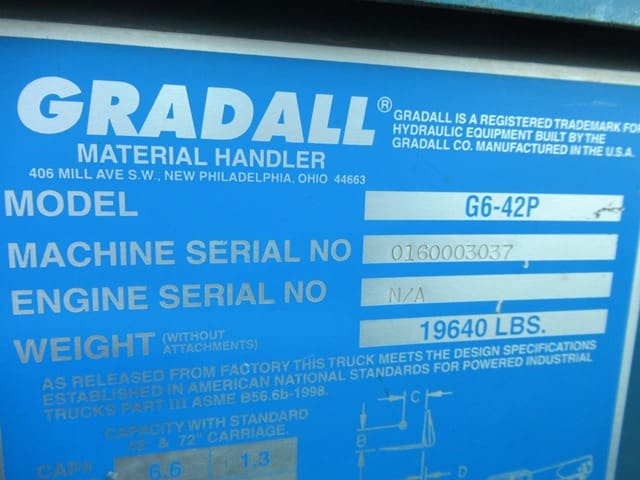 GRADALL®
GRADALL IS A REGISTERED TRADEMARK FOR
HYDRAULIC EQUIPMENT BUILT BY THE
GRADALL CO. MANUFACTURED IN THE U.S.A.
MATERIAL HANDLER
406 MILL AVE S.W., NEW PHILADELPHIA, OHIO 44663
MODEL G6-42P
MACHINE SERIAL NO 0160003037
ENGINE SERIAL NO N/A
WEIGHT (WITHOUT ATTACHMENTS) 19640 LBS.
AS RELEASED FROM FACTORY THIS TRUCK MEETS THE DESIGN SPECIFICATIONS
ESTABLISHED IN AMERICAN NATIONAL STANDARDS FOR POWERED INDUSTRIAL
TRUCKS PART III ASME B56.6b-1998.
CAPACITY WITH STANDARD
& 72" CARRIAGE.
6.6 1.3
C
B
D